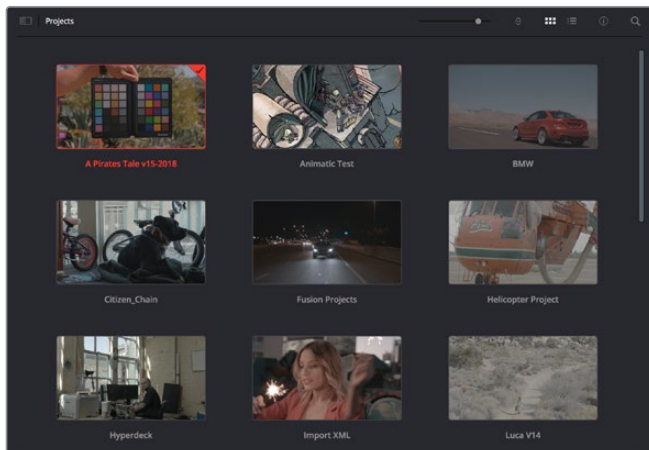 Projects
A Pirates Tale v15-2018
Animatic Test
BMW
Citizen_Chain
Fusion Projects
Helicopter Project
Hyperdeck
Import XML
Luca V14